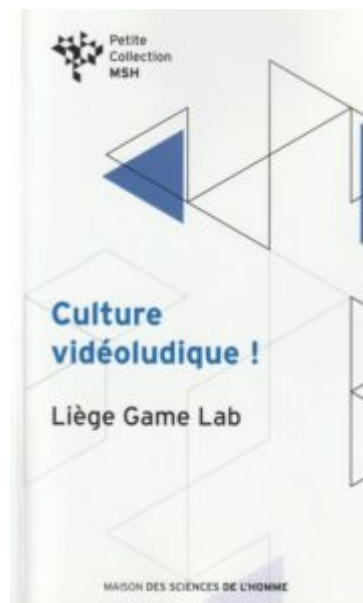 Petite
Collection
MSH
Culture
vidéoludique !
Liège Game Lab
MAISON DES SCIENCES DE L'HOMME